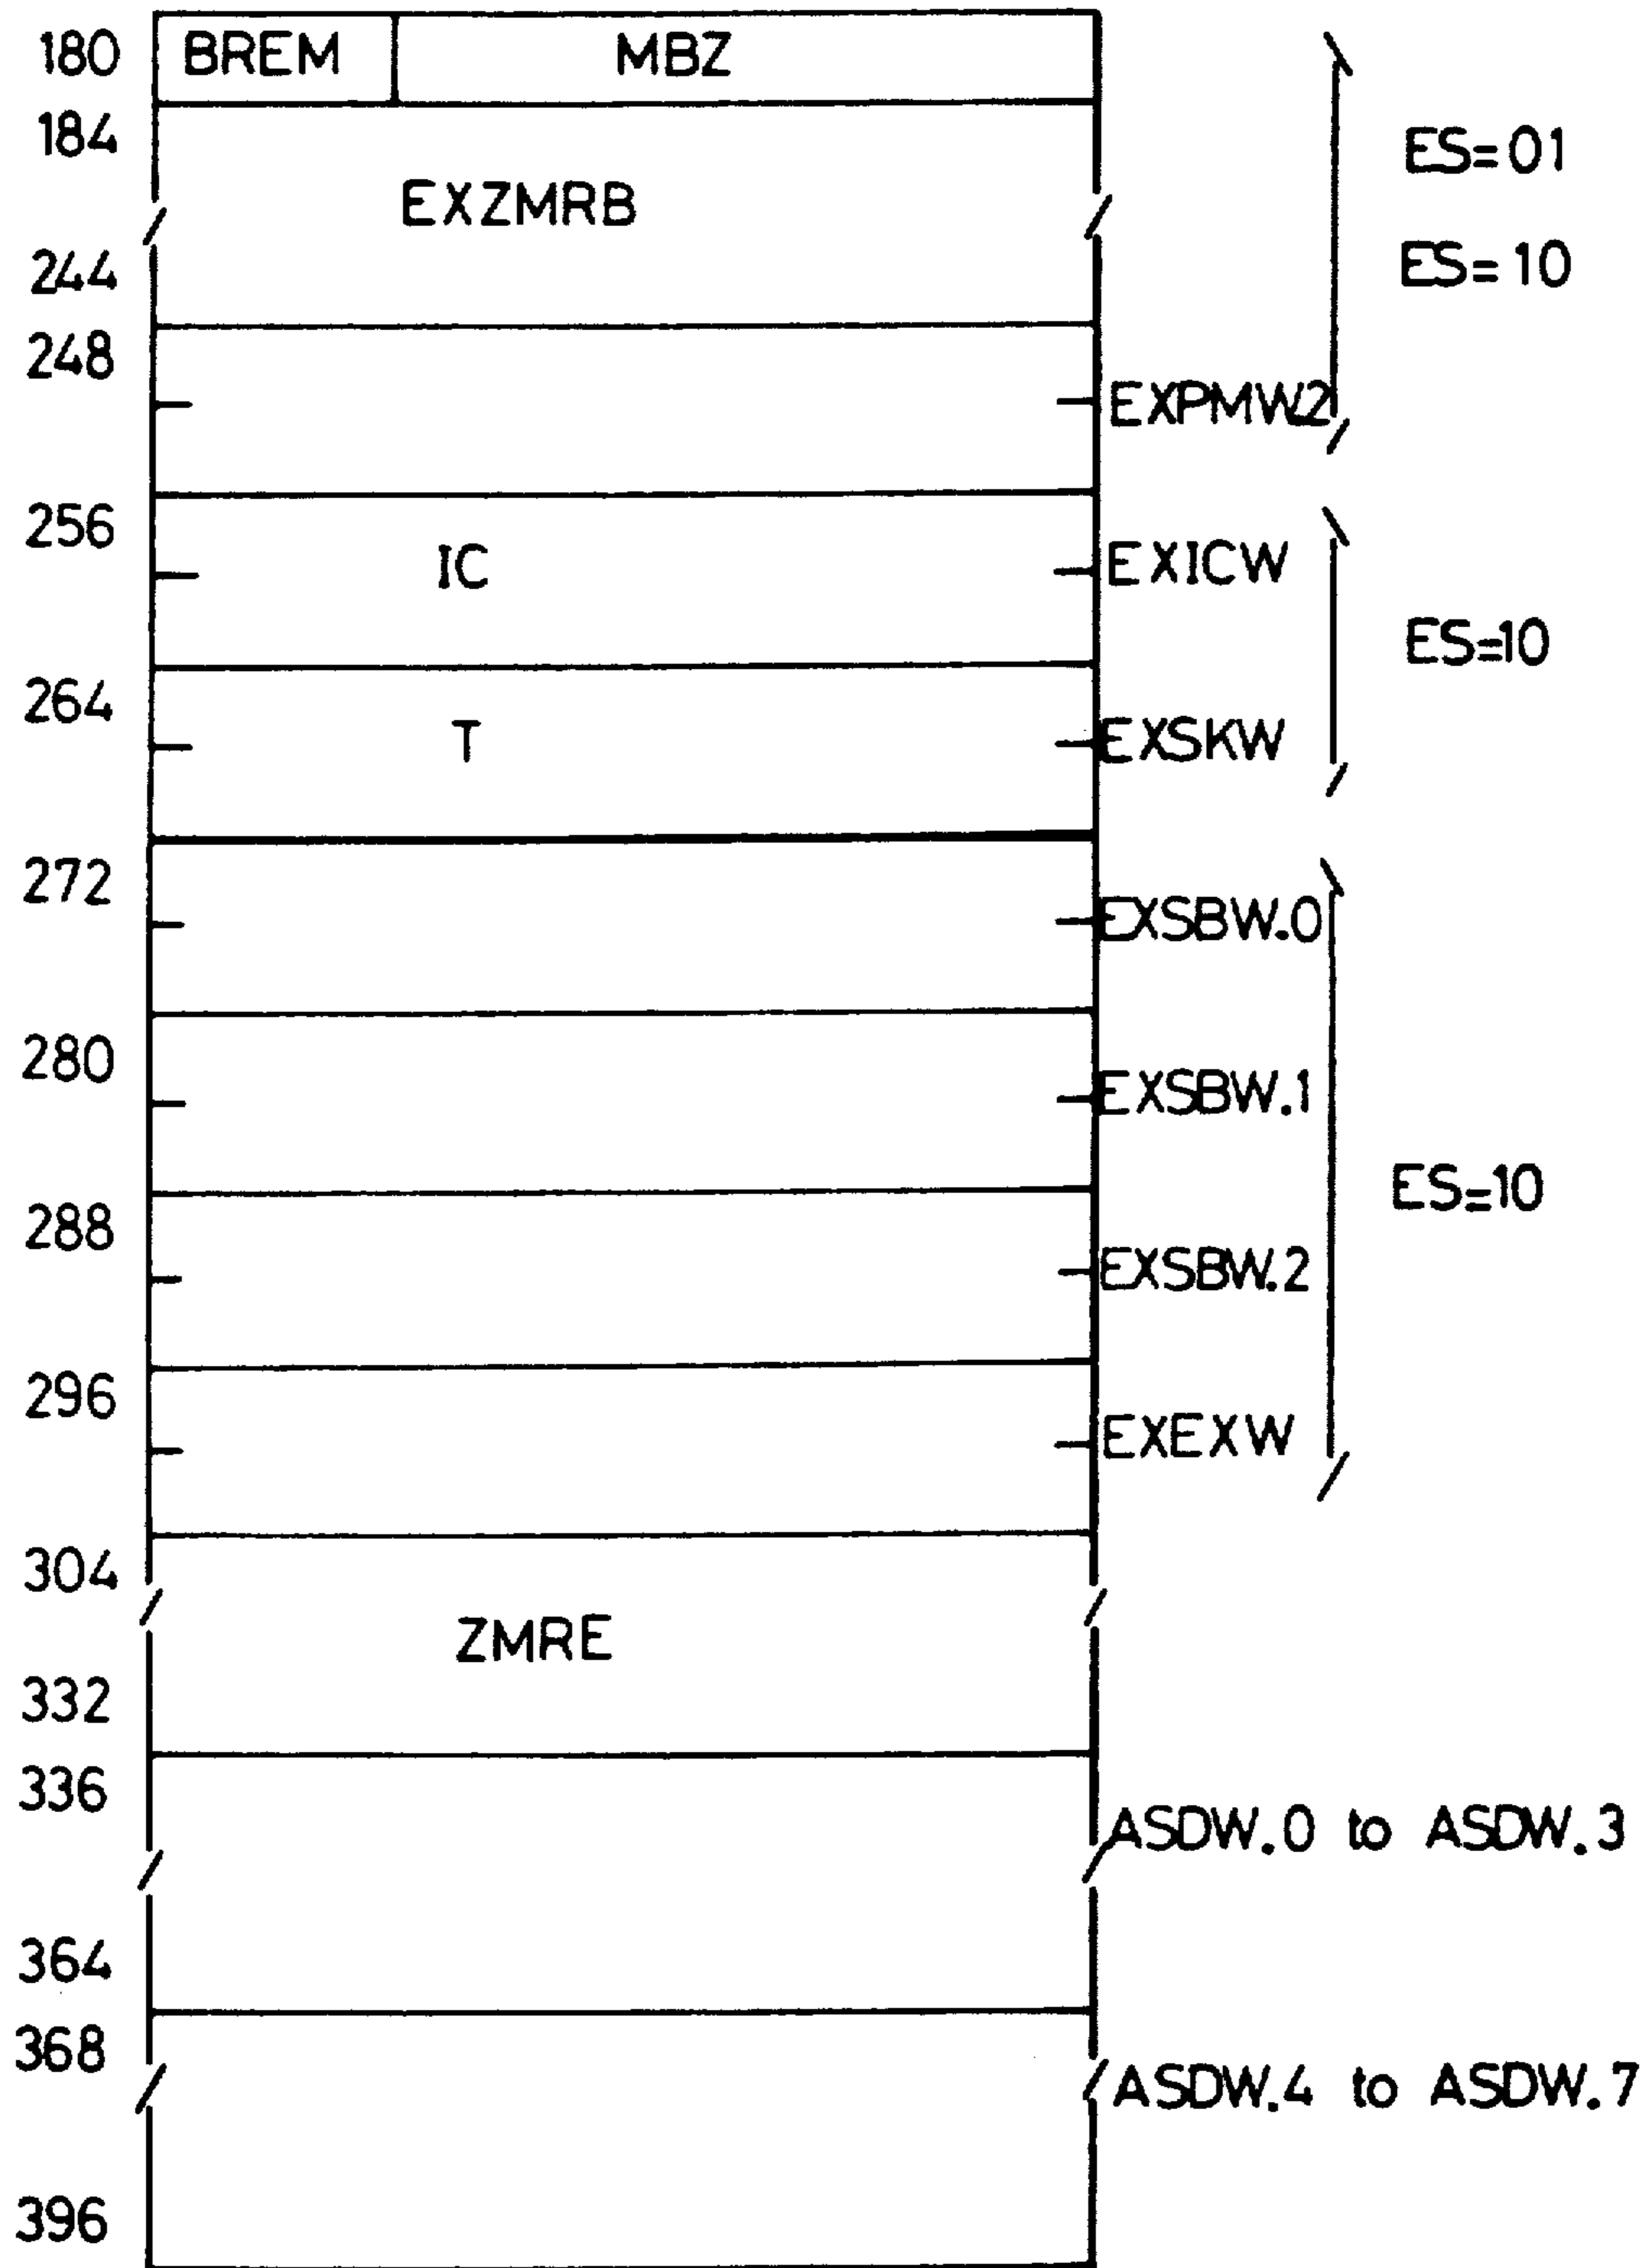 180 BREM MBZ
184
ES=01
EXZMRB
244
ES=10
248
EXPMW2
256
IC EXICW
ES=10
264
T EXSKW
272
EXSBW.0
280
EXSBW.1
ES=10
288
EXSBW.2
296
EXEXW
304
ZMRE
332
336
ASDW.0 to ASDW.3
364
368
ASDW.4 to ASDW.7
396